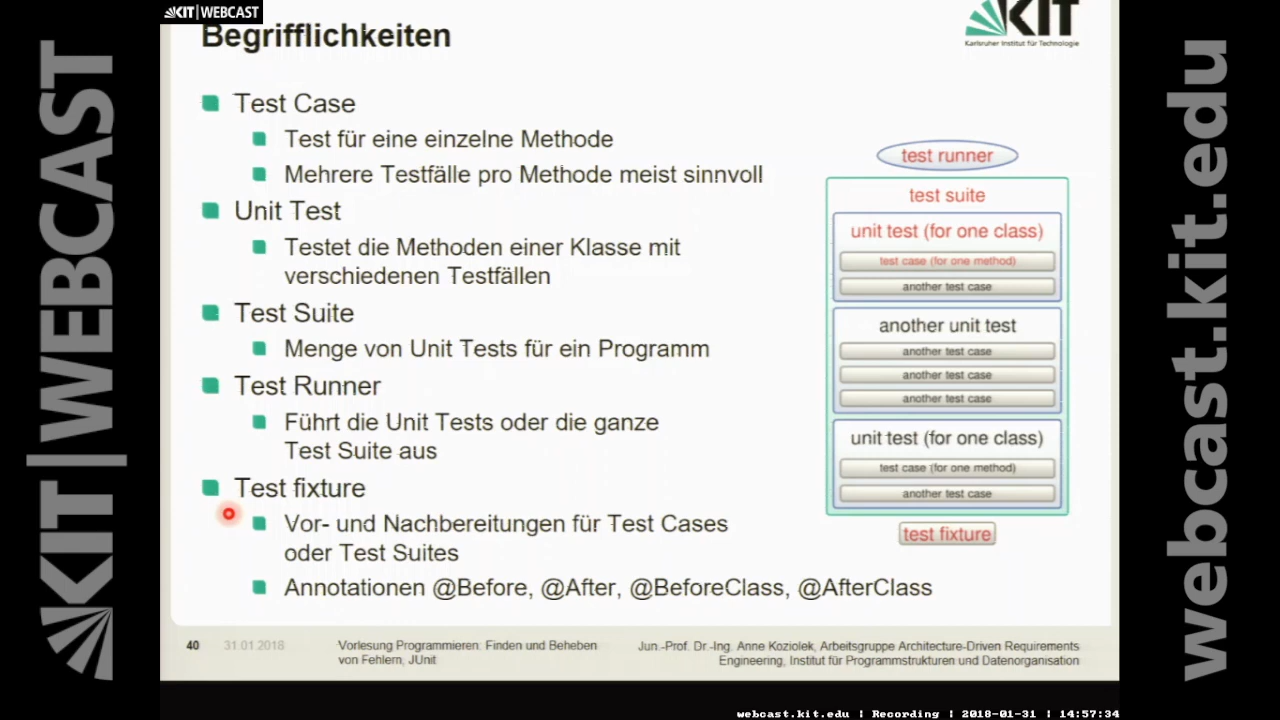 KIT|WEBCAST
KIT|WEBCAST
webcast.kit.edu
Begrifflichkeiten
KIT
Karlsruher Institut für Technologie
Test Case
Test für eine einzelne Methode
Mehrere Testfälle pro Methode meist sinnvoll
Unit Test
Testet die Methoden einer Klasse mit
verschiedenen Testfällen
Test Suite
Menge von Unit Tests für ein Programm
Test Runner
Führt die Unit Tests oder die ganze
Test Suite aus
Test fixture
Vor- und Nachbereitungen für Test Cases
oder Test Suites
Annotationen @Before, @After, @BeforeClass, @AfterClass
test runner
test suite
unit test (for one class)
test case (for one method)
another test case
another unit test
another test case
another test case
another test case
unit test (for one class)
test case (for one method)
another test case
test fixture
40
31.01.2018
Vorlesung Programmieren: Finden und Beheben
von Fehlern, JUnit
Jun.-Prof. Dr.-Ing. Anne Koziolek, Arbeitsgruppe Architecture-Driven Requirements
Engineering, Institut für Programmstrukturen und Datenorganisation
webcast.kit.edu | Recording | 2018-01-31 | 14:57:34